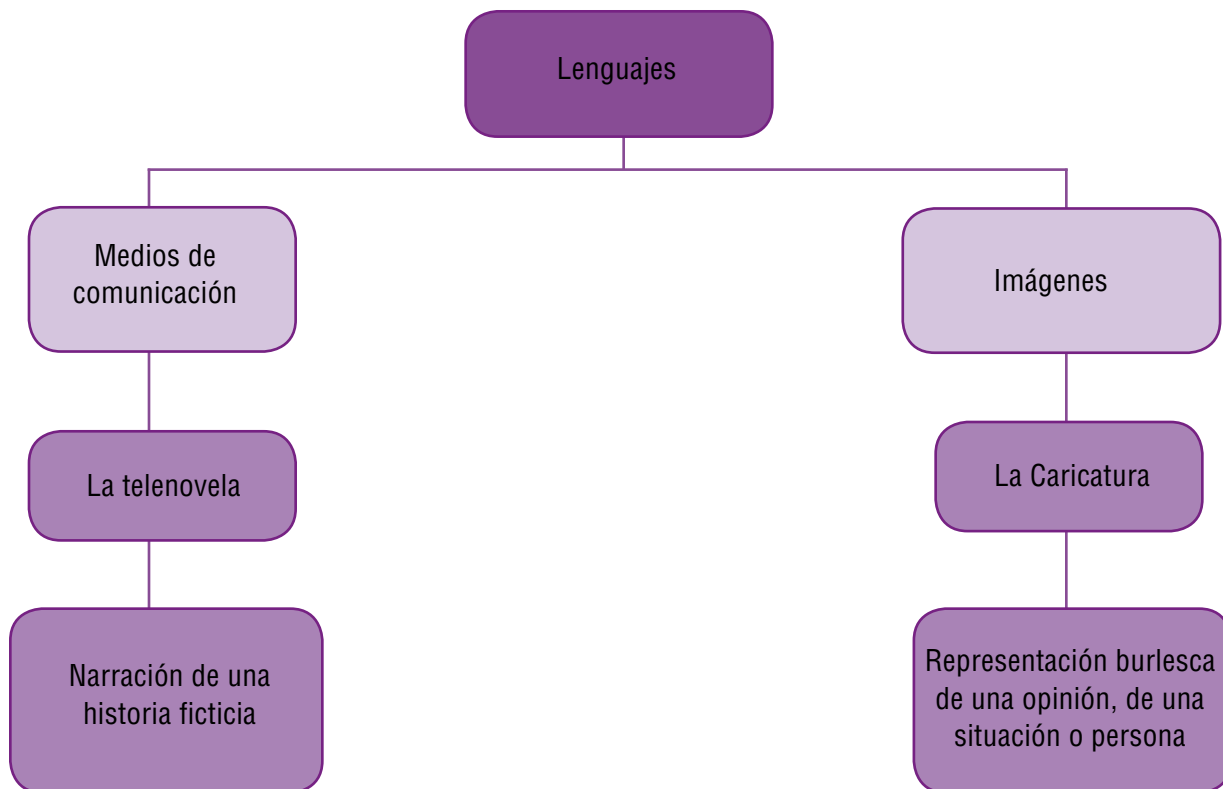 Lenguajes
Medios de
comunicación
Imágenes
La telenovela
La Caricatura
Narración de una
historia ficticia
Representación burlesca
de una opinión, de una
situación o persona